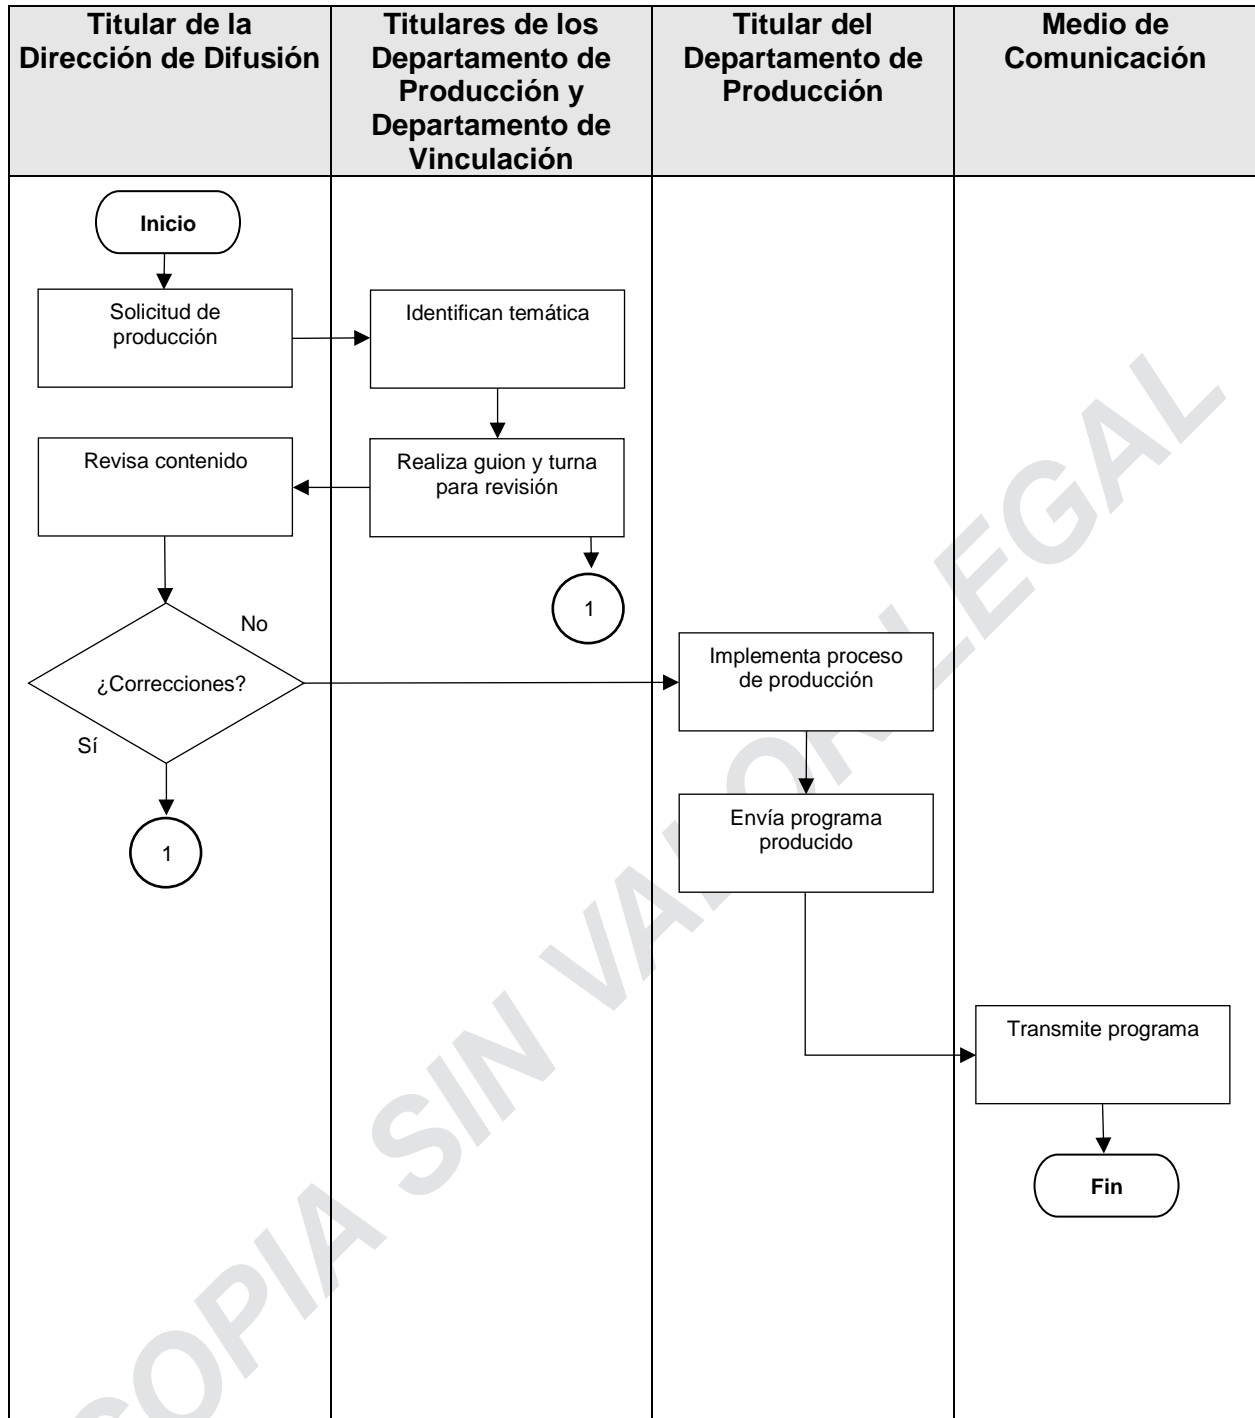 Titular de la
Dirección de Difusión
Titulares de los
Departamento de
Producción y
Departamento de
Vinculación
Titular del
Departamento de
Producción
Medio de
Comunicación
Inicio
Solicitud de
producción
Identifican temática
Revisa contenido
Realiza guion y turna
para revisión
1
No
¿Correcciones?
Sí
1
Implementa proceso
de producción
Envía programa
producido
Transmite programa
Fin
COPIA SIN VALOR LEGAL